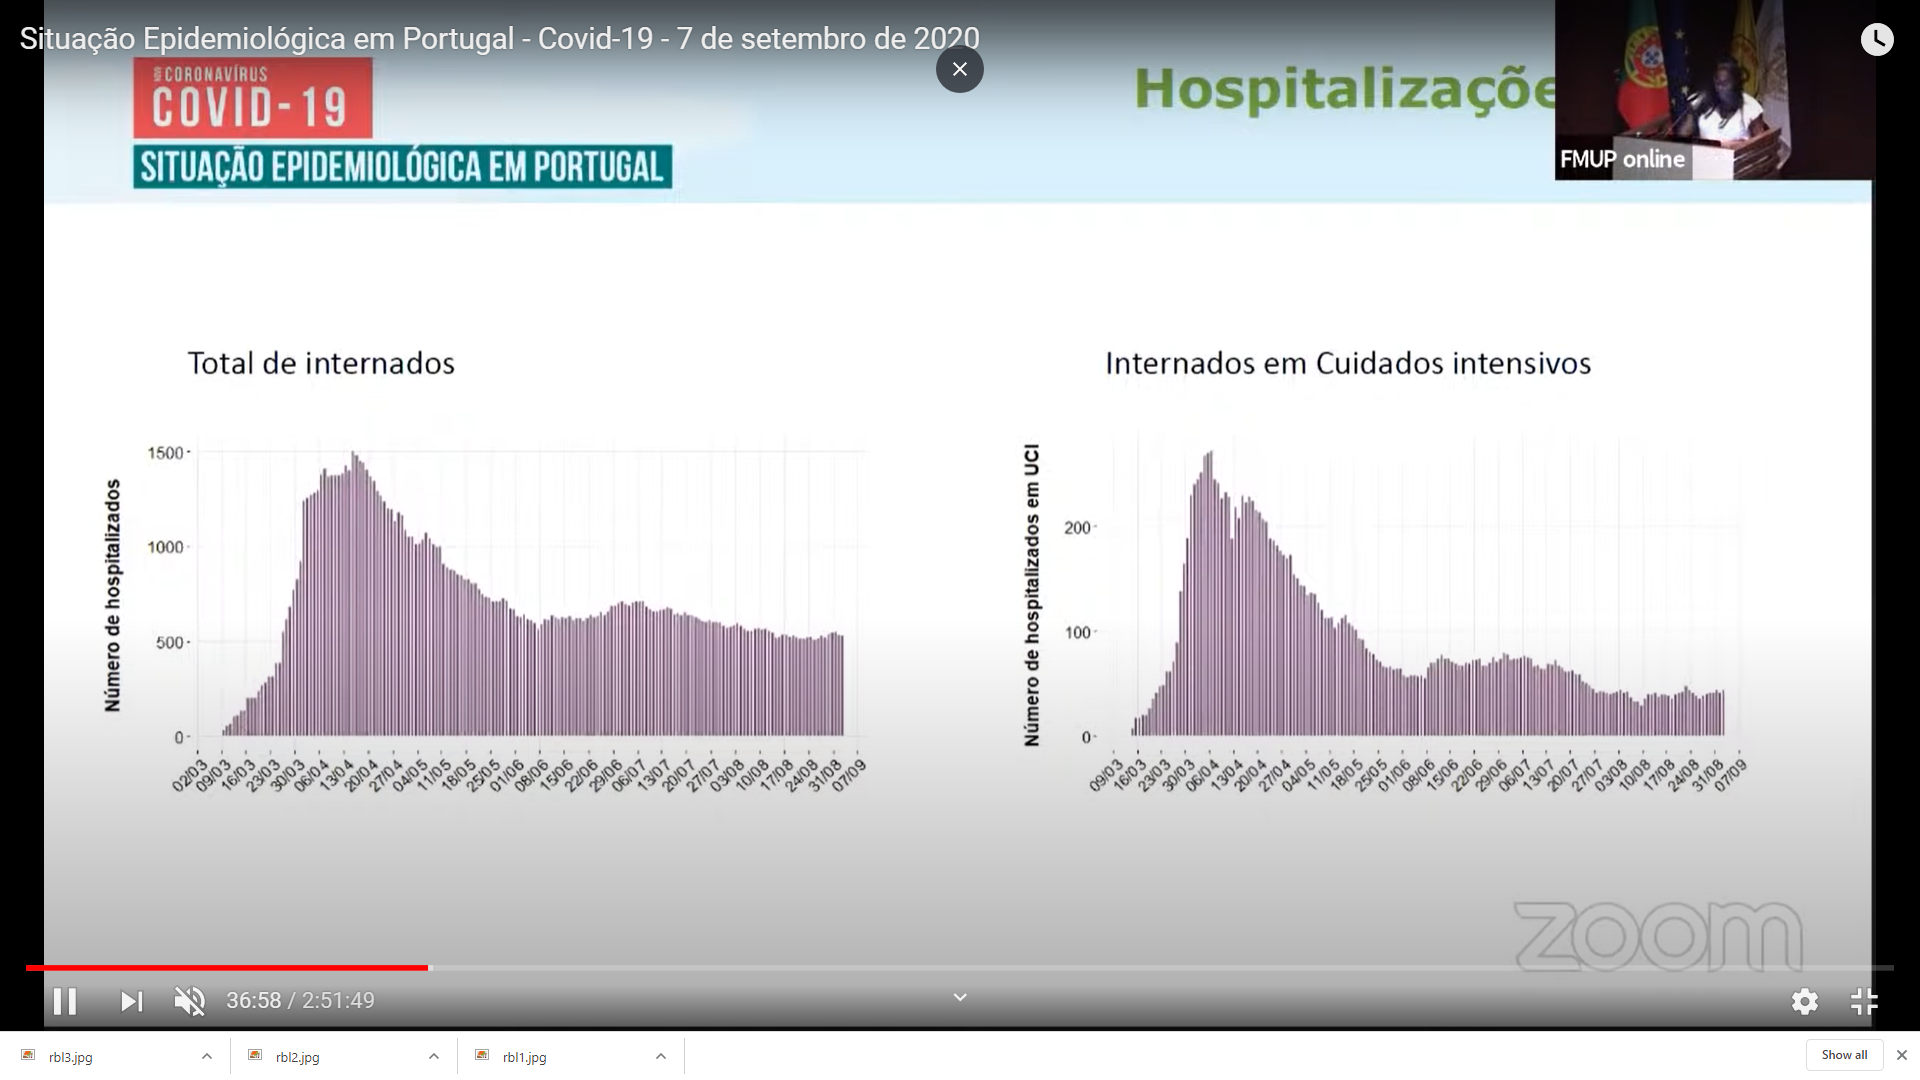 Situação Epidemiológica em Portugal - Covid-19 - 7 de setembro de 2020
CORONAVÍRUS
COVID-19
SITUAÇÃO EPIDEMIOLÓGICA EM PORTUGAL
Hospitalizaçõe
FMUP online
Total de internados
Número de hospitalizados
1500
1000
500
0
02/03 09/03 16/03 23/03 30/03 06/04 13/04 20/04 27/04 04/05 11/05 18/05 25/05 01/06 08/06 15/06 22/06 29/06 06/07 13/07 20/07 27/07 03/08 10/08 17/08 24/08 31/08 07/09
Internados em Cuidados intensivos
Número de hospitalizados em UCI
200
100
0
09/03 16/03 23/03 30/03 06/04 13/04 20/04 27/04 04/05 11/05 18/05 25/05 01/06 08/06 15/06 22/06 29/06 06/07 13/07 20/07 27/07 03/08 10/08 17/08 24/08 31/08 07/09
zoom
36:58 / 2:51:49
rbl3.jpg
rbl2.jpg
rbl1.jpg
Show all